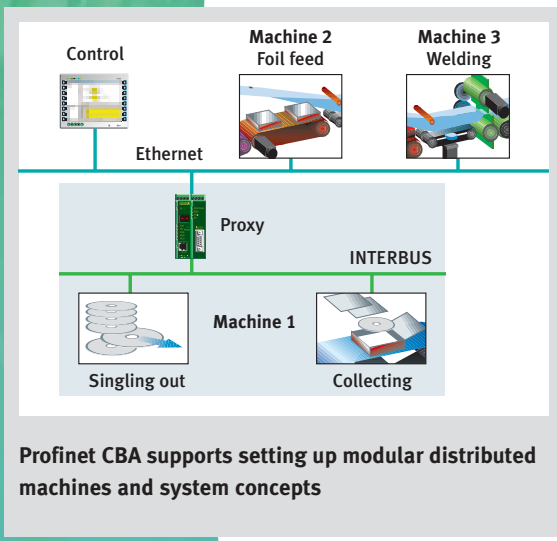 Control
Machine 2
Foil feed
Machine 3
Welding
Ethernet
Proxy
INTERBUS
Machine 1
Singling out
Collecting
Profinet CBA supports setting up modular distributed
machines and system concepts